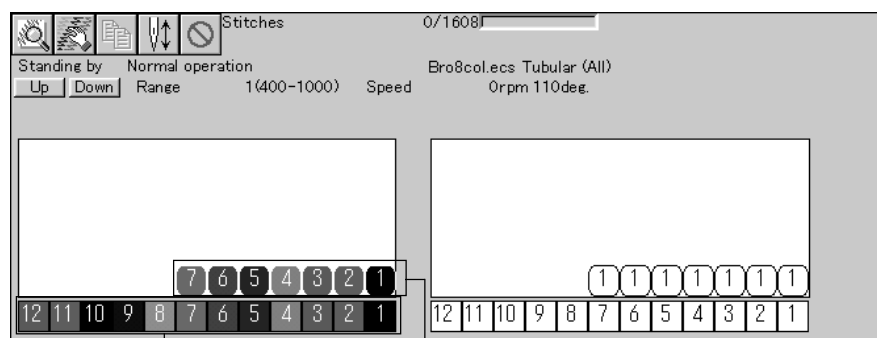 Stitches 0/1608
Standing by Normal operation Bro8col.ecs Tubular (All)
Up Down Range 1(400-1000) Speed 0rpm 110deg.
7 6 5 4 3 2 1 1 1 1 1 1 1 1
12 11 10 9 8 7 6 5 4 3 2 1 12 11 10 9 8 7 6 5 4 3 2 1